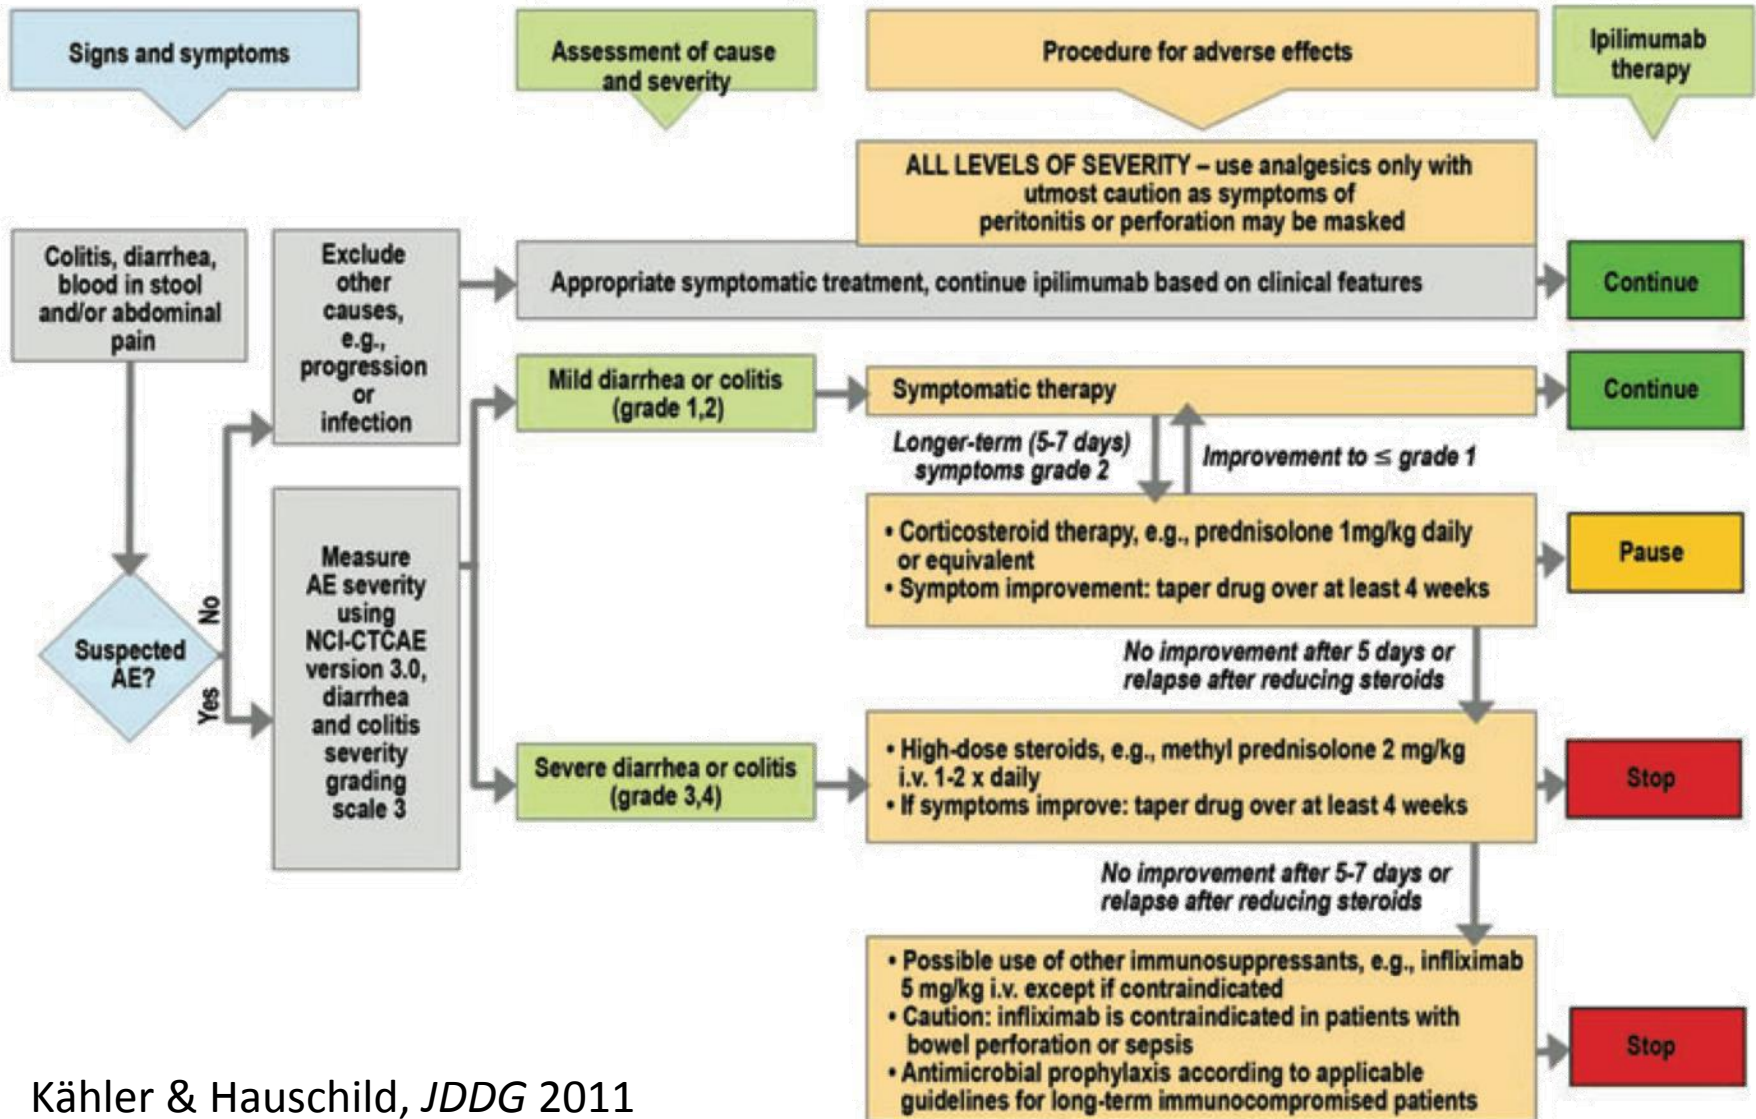 Signs and symptoms
Assessment of cause
and severity
Procedure for adverse effects
Ipilimumab
therapy
ALL LEVELS OF SEVERITY – use analgesics only with
utmost caution as symptoms of
peritonitis or perforation may be masked
Colitis, diarrhea,
blood in stool
and/or abdominal
pain
Exclude
other
causes,
e.g.,
progression
or
infection
Appropriate symptomatic treatment, continue ipilimumab based on clinical features
Continue
Mild diarrhea or colitis
(grade 1,2)
Symptomatic therapy
Continue
Longer-term (5-7 days)
symptoms grade 2
Improvement to ≤ grade 1
Suspected
AE?
No
Yes
Measure
AE severity
using
NCI-CTCAE
version 3.0,
diarrhea
and colitis
severity
grading
scale 3
• Corticosteroid therapy, e.g., prednisolone 1mg/kg daily
or equivalent
• Symptom improvement: taper drug over at least 4 weeks
Pause
No improvement after 5 days or
relapse after reducing steroids
Severe diarrhea or colitis
(grade 3,4)
• High-dose steroids, e.g., methyl prednisolone 2 mg/kg
i.v. 1-2 x daily
• If symptoms improve: taper drug over at least 4 weeks
Stop
No improvement after 5-7 days or
relapse after reducing steroids
• Possible use of other immunosuppressants, e.g., infliximab
5 mg/kg i.v. except if contraindicated
• Caution: infliximab is contraindicated in patients with
bowel perforation or sepsis
• Antimicrobial prophylaxis according to applicable
guidelines for long-term immunocompromised patients
Stop
Kähler & Hauschild, JDDG 2011